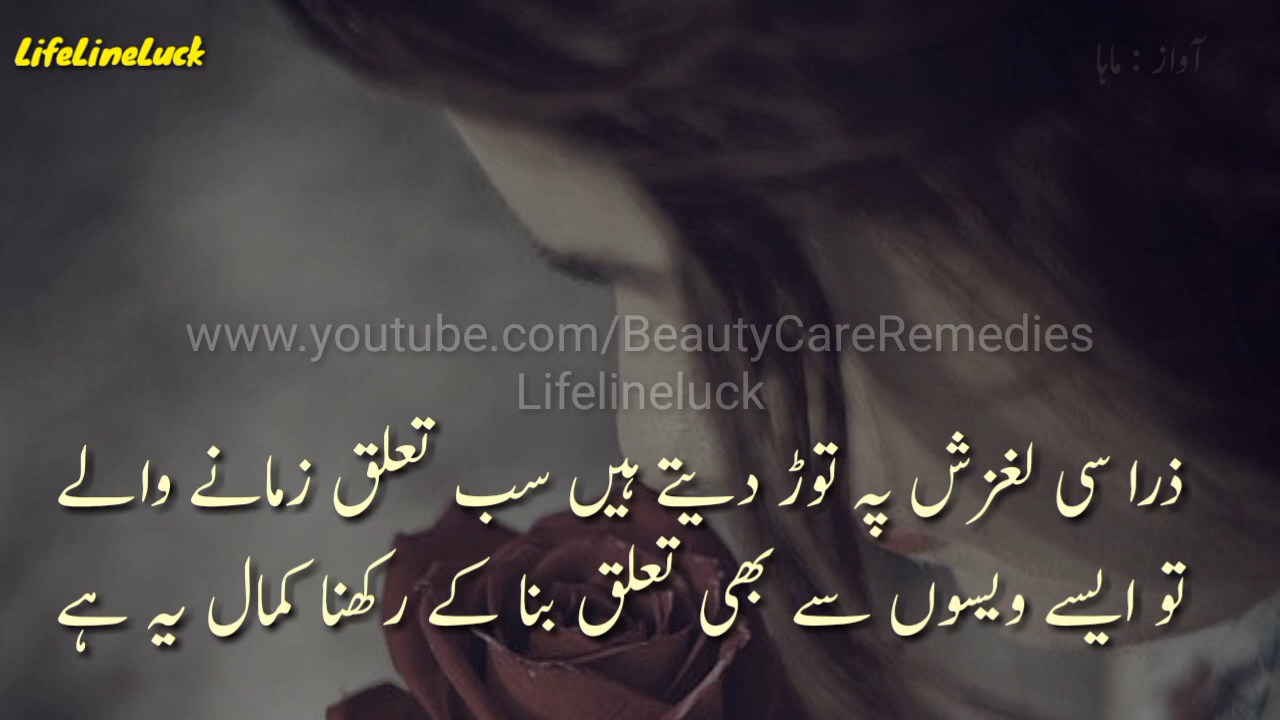 LifeLineLuck
آواز : ماہا
www.youtube.com/BeautyCareRemedies
Lifelineluck
ذرا سی لغزش پہ توڑ دیتے ہیں سب تعلق زمانے والے
تو ایسے ویسوں سے بھی تعلق بنا کے رکھنا کمال یہ ہے